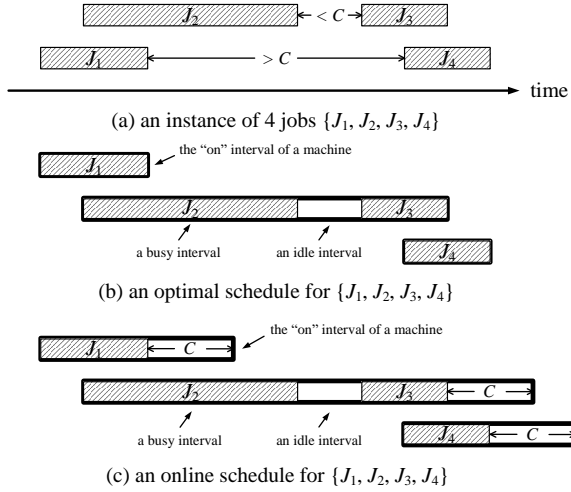 J2 < C J3
J1 > C J4
time
(a) an instance of 4 jobs {J1, J2, J3, J4}
the “on” interval of a machine
J1
J2 J3
a busy interval an idle interval
J4
(b) an optimal schedule for {J1, J2, J3, J4}
the “on” interval of a machine
J1 C
J2 J3 C
a busy interval an idle interval
J4 C
(c) an online schedule for {J1, J2, J3, J4}